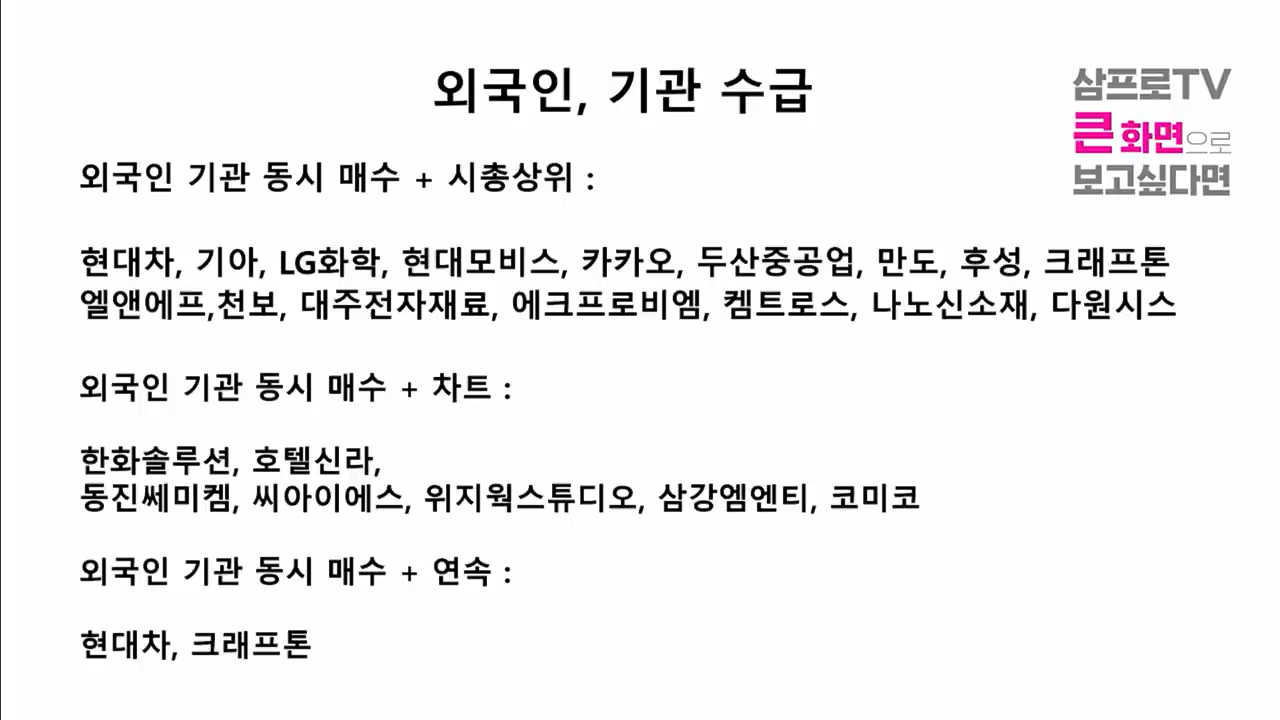 외국인, 기관 수급
삼프로TV
큰 화면으로
보고싶다면
외국인 기관 동시 매수 + 시총상위 :
현대차, 기아, LG화학, 현대모비스, 카카오, 두산중공업, 만도, 후성, 크래프톤
엘앤에프,천보, 대주전자재료, 에크프로비엠, 켐트로스, 나노신소재, 다원시스
외국인 기관 동시 매수 + 차트 :
한화솔루션, 호텔신라,
동진쎄미켐, 씨아이에스, 위지웍스튜디오, 삼강엠엔티, 코미코
외국인 기관 동시 매수 + 연속 :
현대차, 크래프톤